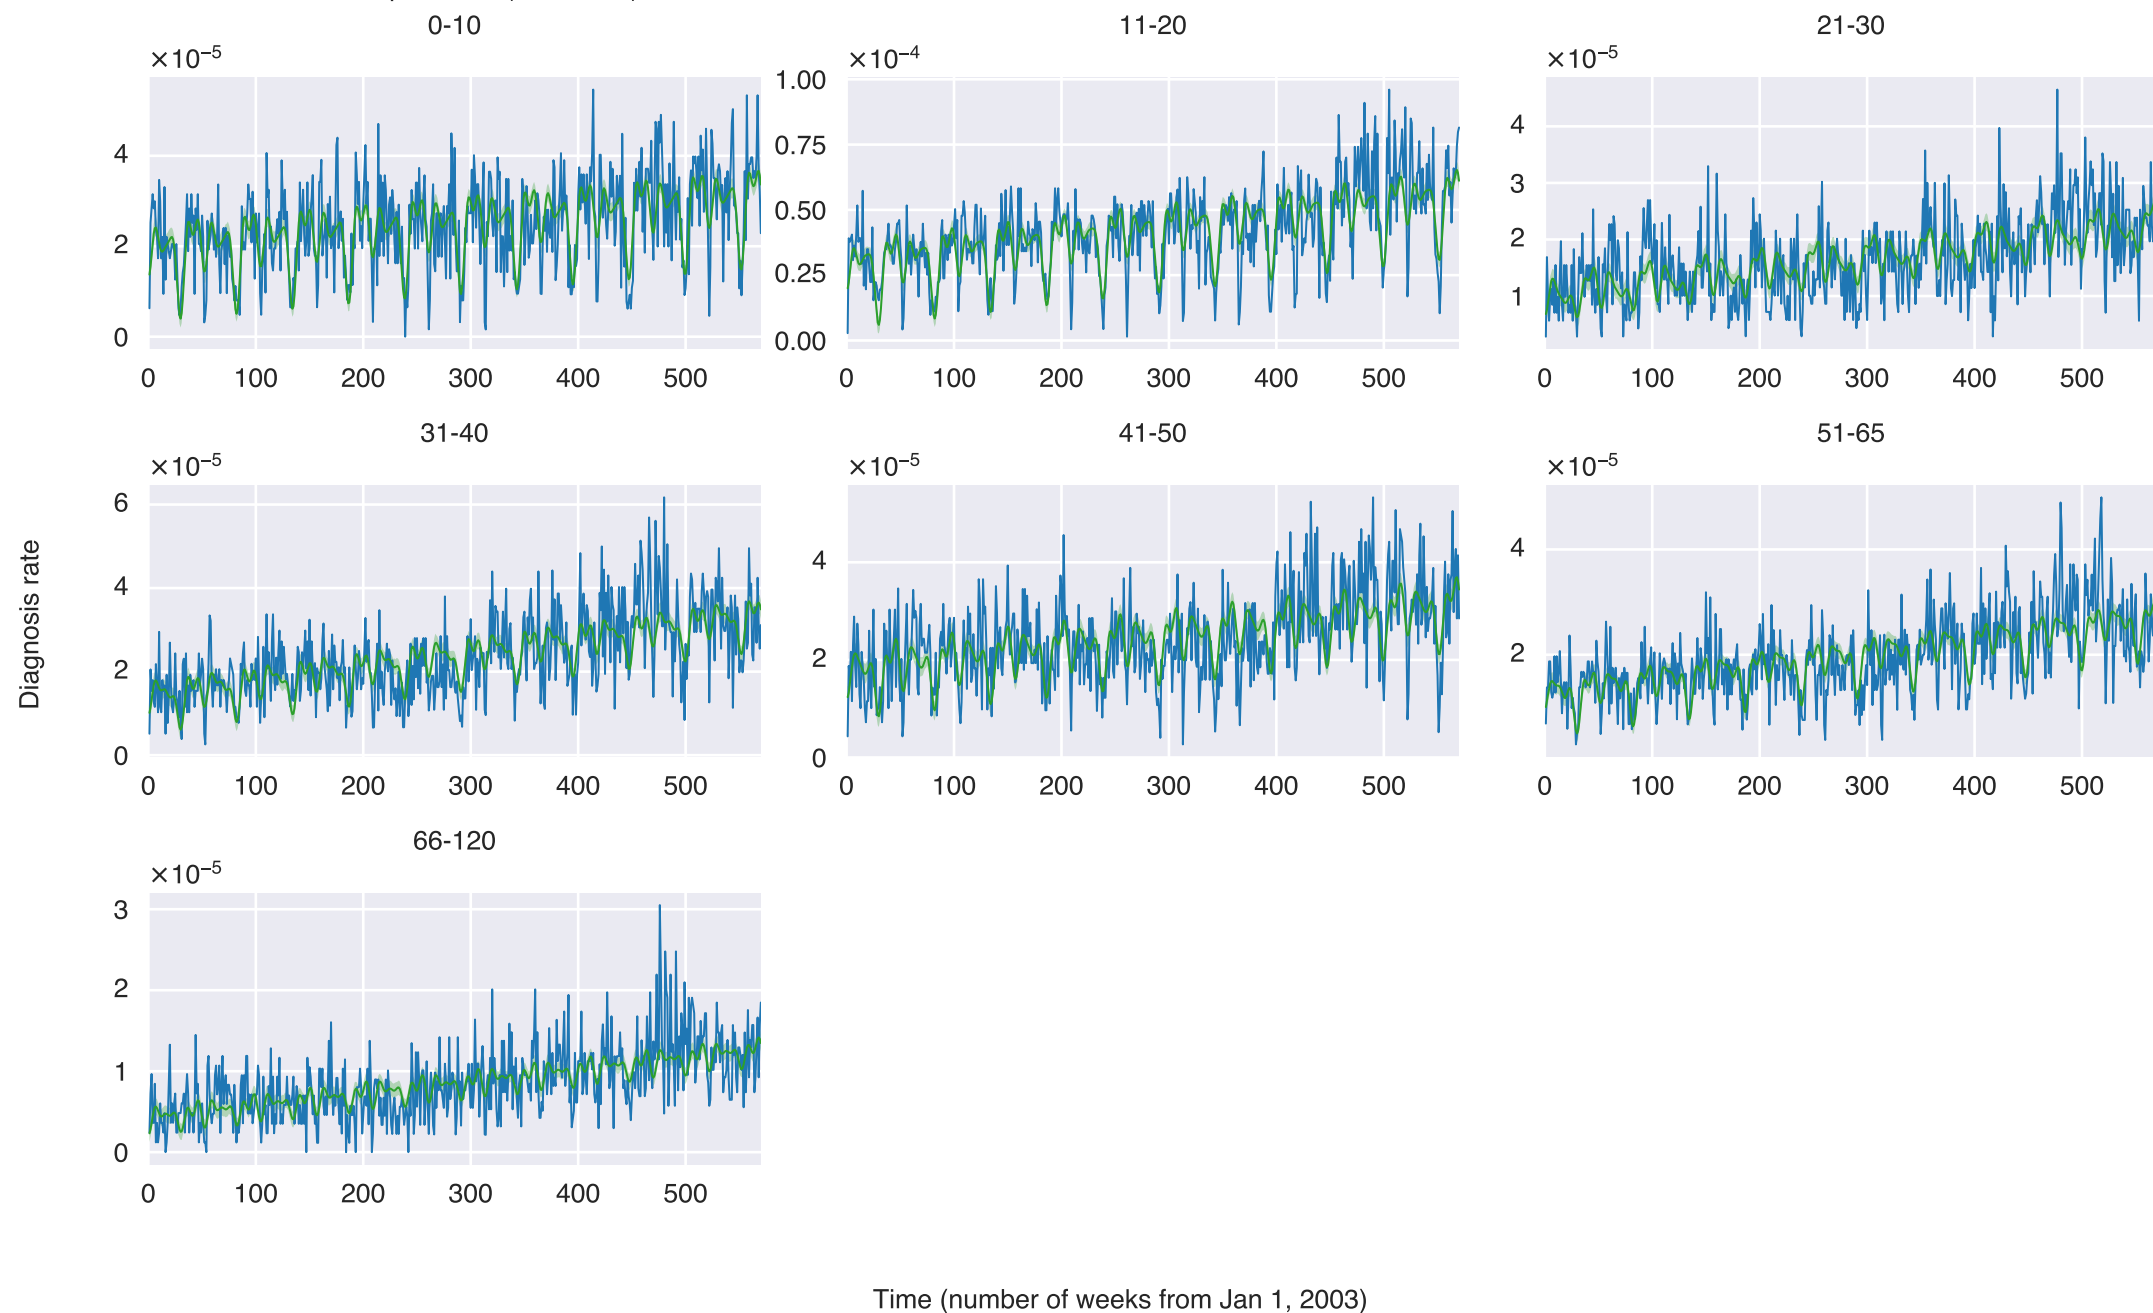 0-10 11-20 21-30
×10⁻⁵ ×10⁻⁴ ×10⁻⁵
4 2 0
1.00 0.75 0.50 0.25 0.00
4 3 2 1
0 100 200 300 400 500
0 100 200 300 400 500
0 100 200 300 400 500
31-40 41-50 51-65
×10⁻⁵ ×10⁻⁵ ×10⁻⁵
6 4 2 0
4 2 0
4 2
0 100 200 300 400 500
0 100 200 300 400 500
0 100 200 300 400 500
Diagnosis rate
66-120
×10⁻⁵
3 2 1 0
0 100 200 300 400 500
Time (number of weeks from Jan 1, 2003)